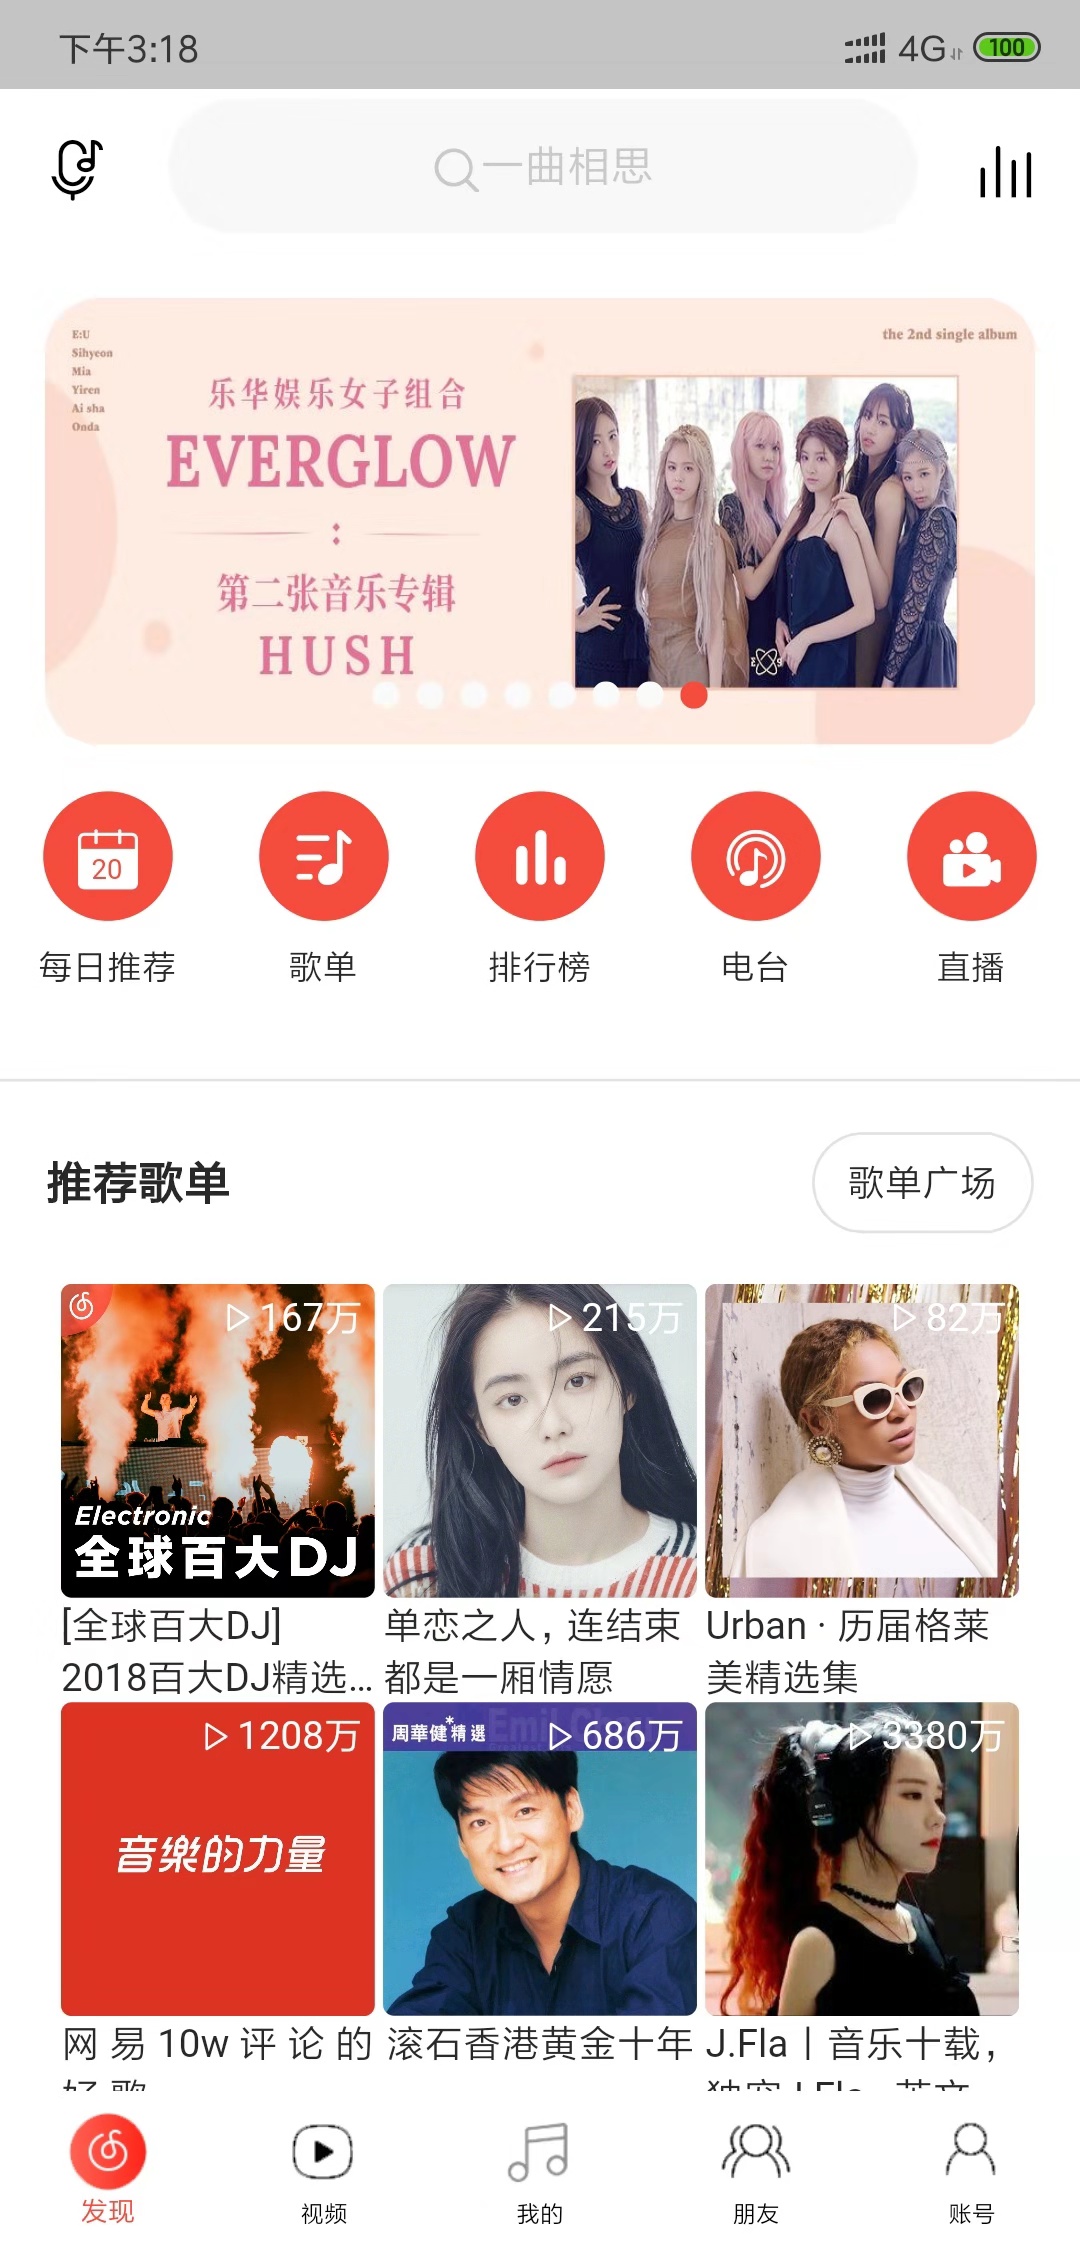 下午3:18
4G
100
一曲相思
E:U
Sihyeon
Mia
Yiren
Ai sha
Onda
the 2nd single album
乐华娱乐女子组合
EVERGLOW
第二张音乐专辑
HUSH
20
每日推荐
歌单
排行榜
电台
直播
推荐歌单
歌单广场
167万
215万
82万
Electronic
全球百大DJ
[全球百大DJ]
2018百大DJ精选...
单恋之人，连结束
都是一厢情愿
Urban · 历届格莱
美精选集
1208万
周華健精選
686万
3380万
音樂的力量
网易10w评论的
好歌
滚石香港黄金十年
J.Fla丨音乐十载，
发现
视频
我的
朋友
账号